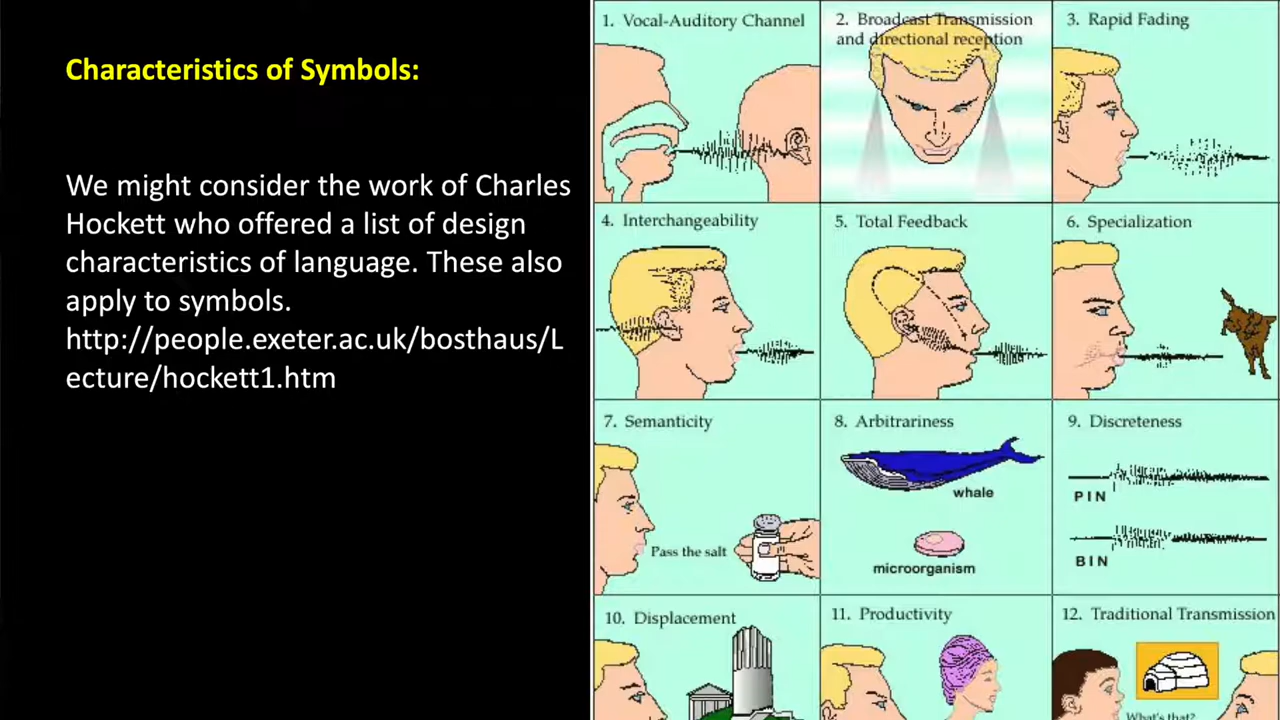 Characteristics of Symbols:
We might consider the work of Charles
Hockett who offered a list of design
characteristics of language. These also
apply to symbols.
http://people.exeter.ac.uk/bosthaus/L
ecture/hockett1.htm
1. Vocal-Auditory Channel
2. Broadcast Transmission
and directional reception
3. Rapid Fading
4. Interchangeability
5. Total Feedback
6. Specialization
7. Semanticity
Pass the salt
8. Arbitrariness
whale
microorganism
9. Discreteness
PIN
BIN
10. Displacement
11. Productivity
12. Traditional Transmission
What's that?